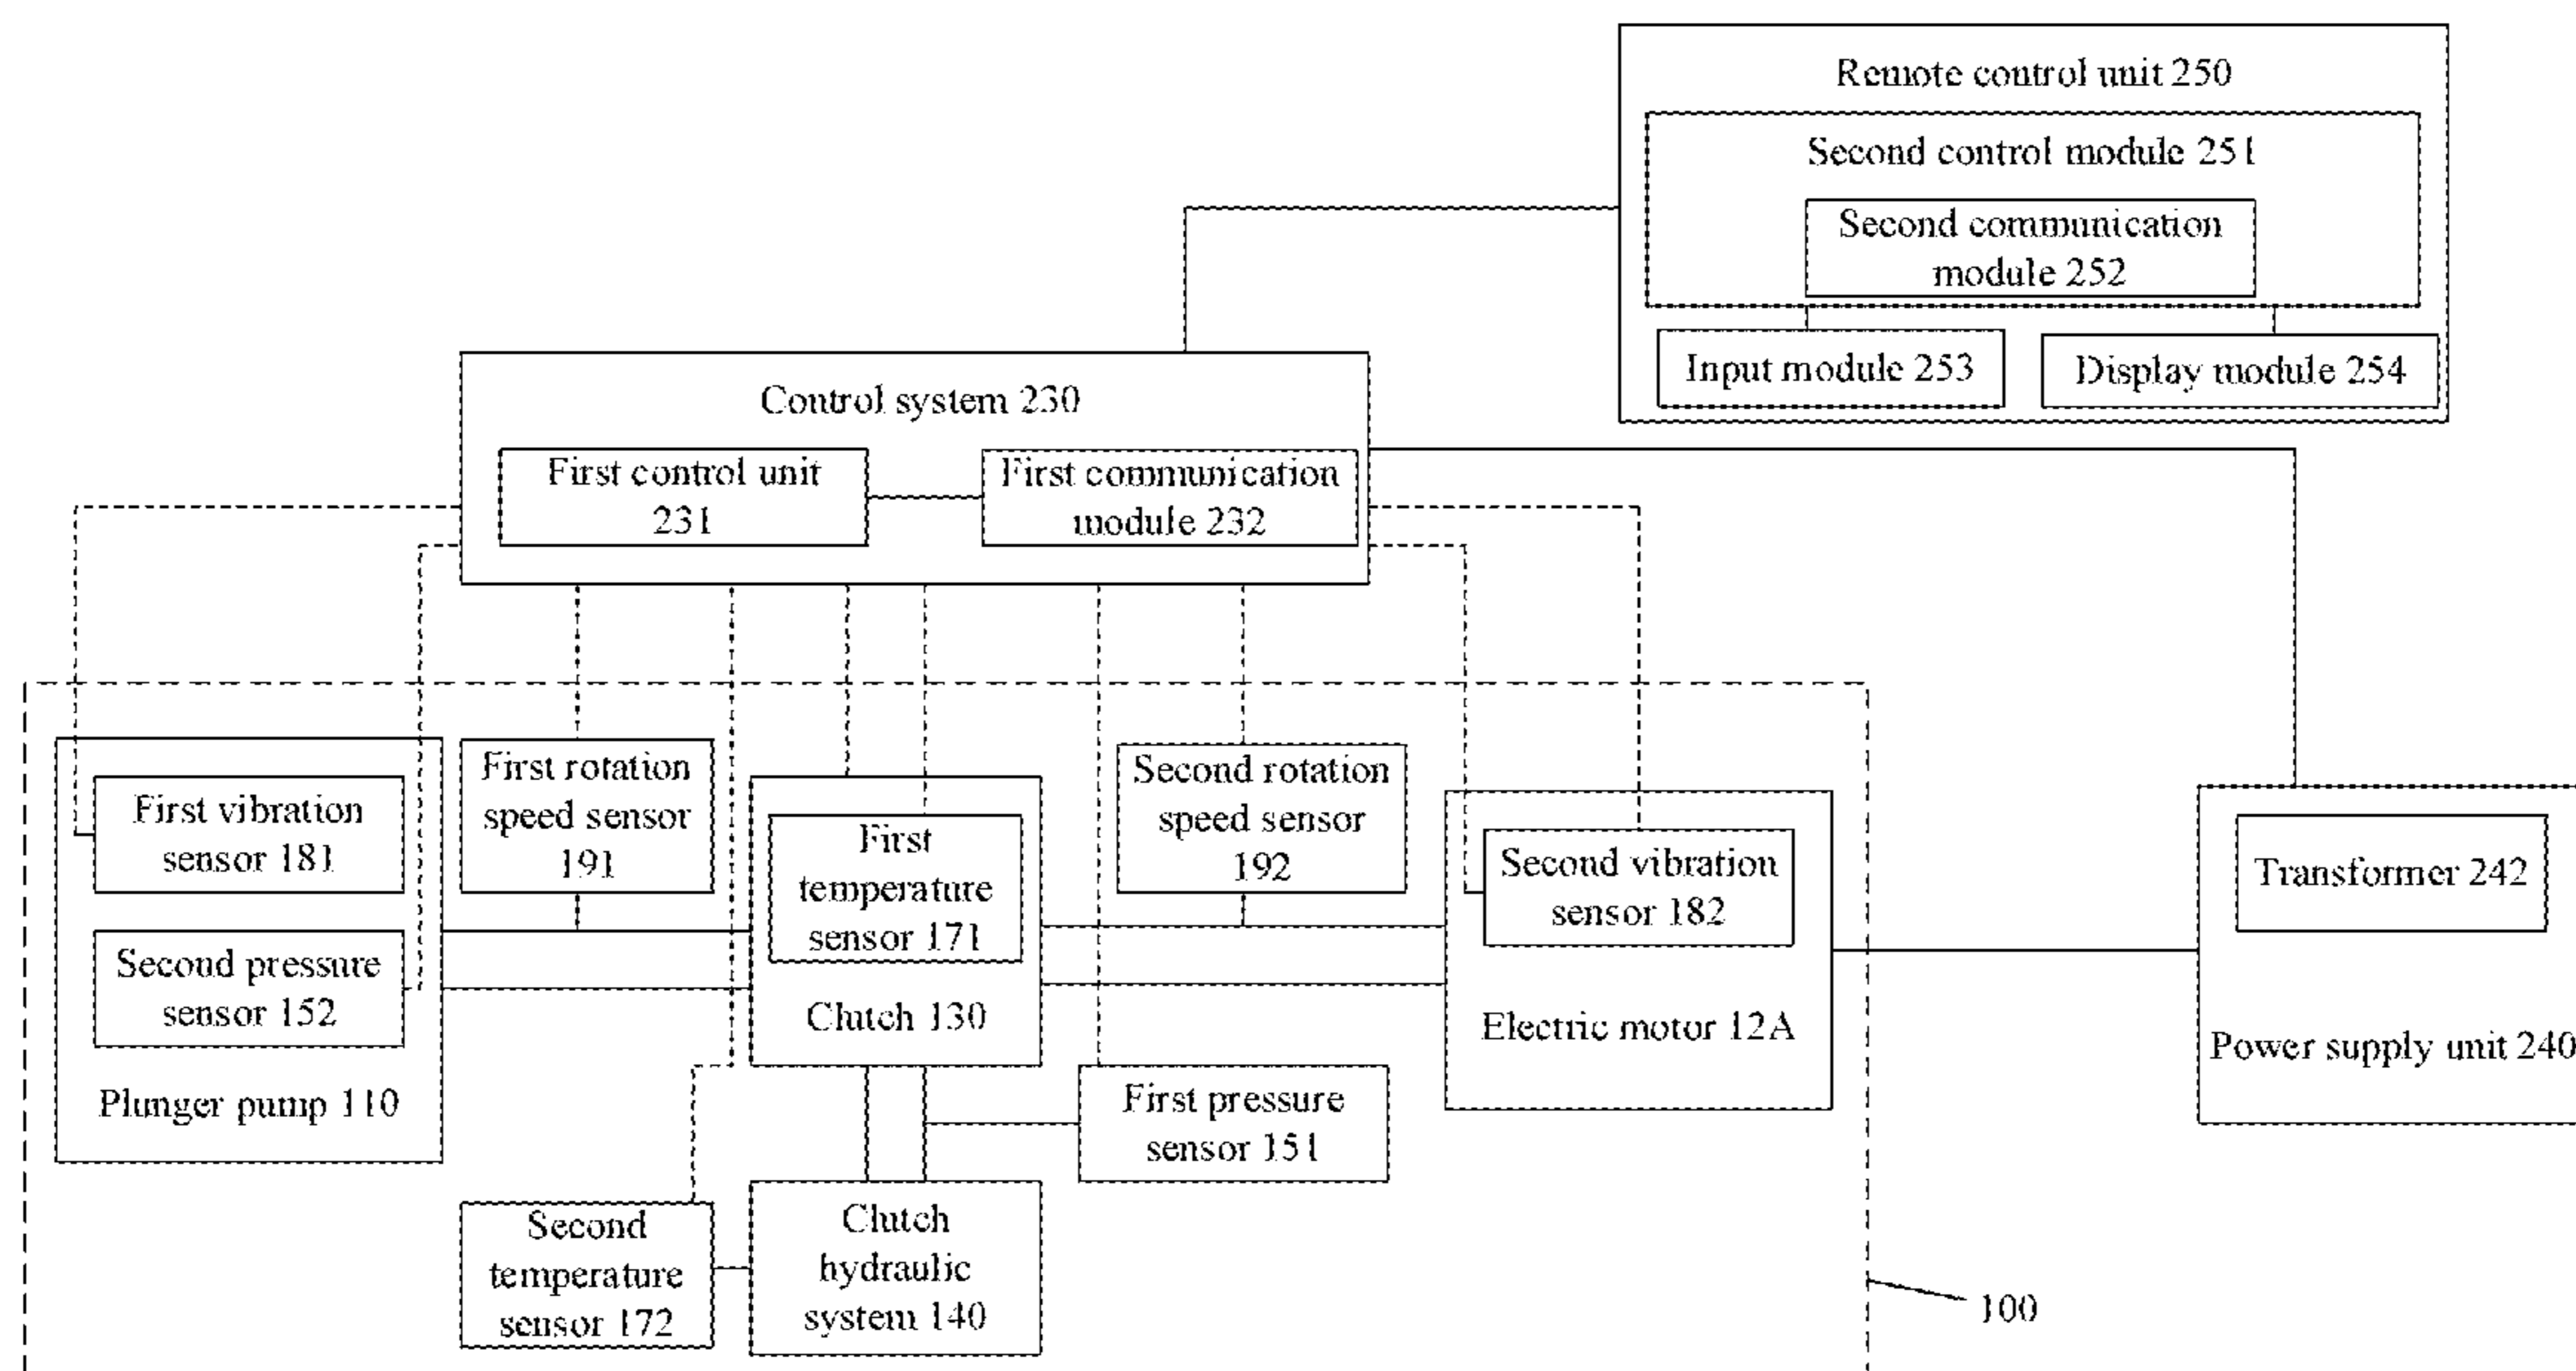 Remote control unit 250
Second control module 251
Second communication
module 252
Input module 253
Display module 254
Control system 230
First control unit
231
First communication
module 232
First vibration
sensor 181
Second pressure
sensor 152
Plunger pump 110
First rotation
speed sensor
191
First
temperature
sensor 171
Clutch 130
Second rotation
speed sensor
192
Second vibration
sensor 182
Electric motor 12A
Transformer 242
Power supply unit 240
First pressure
sensor 151
Second
temperature
sensor 172
Clutch
hydraulic
system 140
100